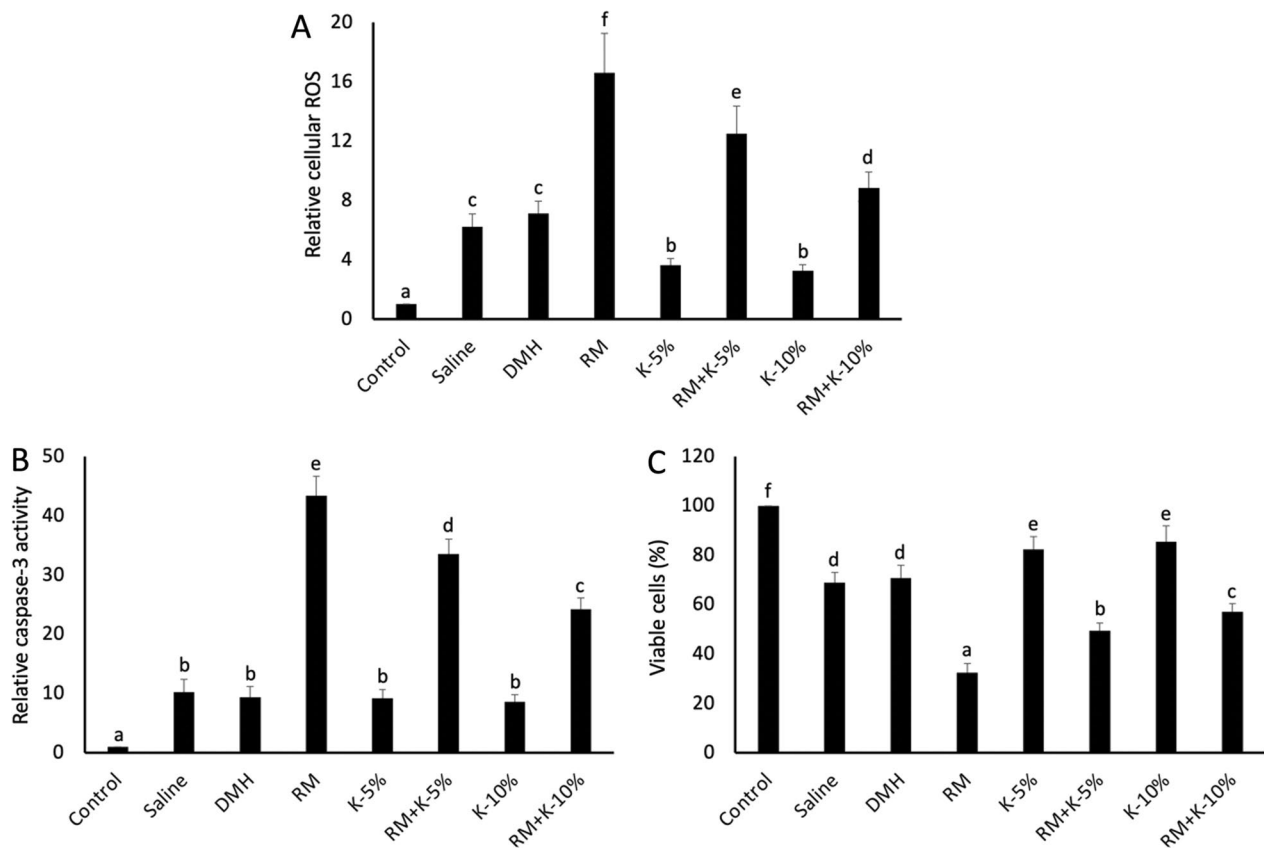 A
Relative cellular ROS
20
16
12
8
4
0
a
c
c
f
b
e
b
d
Control
Saline
DMH
RM
K-5%
RM+K-5%
K-10%
RM+K-10%
B
Relative caspase-3 activity
50
40
30
20
10
0
a
b
b
e
b
d
b
c
Control
Saline
DMH
RM
K-5%
RM+K-5%
K-10%
RM+K-10%
C
Viable cells (%)
120
100
80
60
40
20
0
f
d
d
a
e
b
e
c
Control
Saline
DMH
RM
K-5%
RM+K-5%
K-10%
RM+K-10%